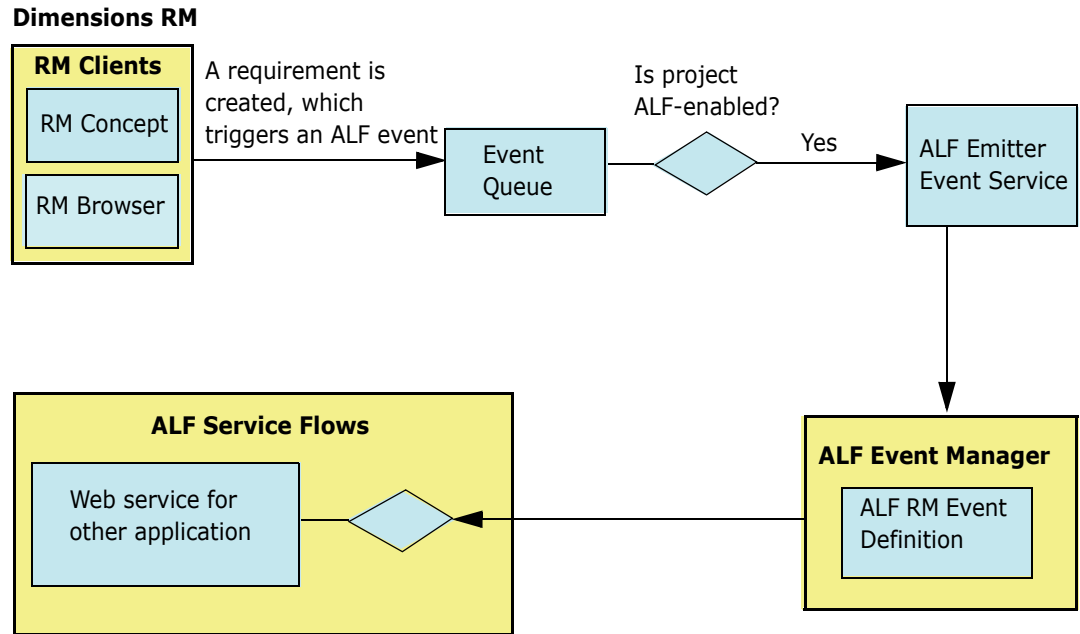 Dimensions RM
RM Clients
RM Concept
RM Browser
A requirement is
created, which
triggers an ALF event
Event
Queue
Is project
ALF-enabled?
Yes
ALF Emitter
Event Service
ALF Service Flows
Web service for
other application
ALF Event Manager
ALF RM Event
Definition